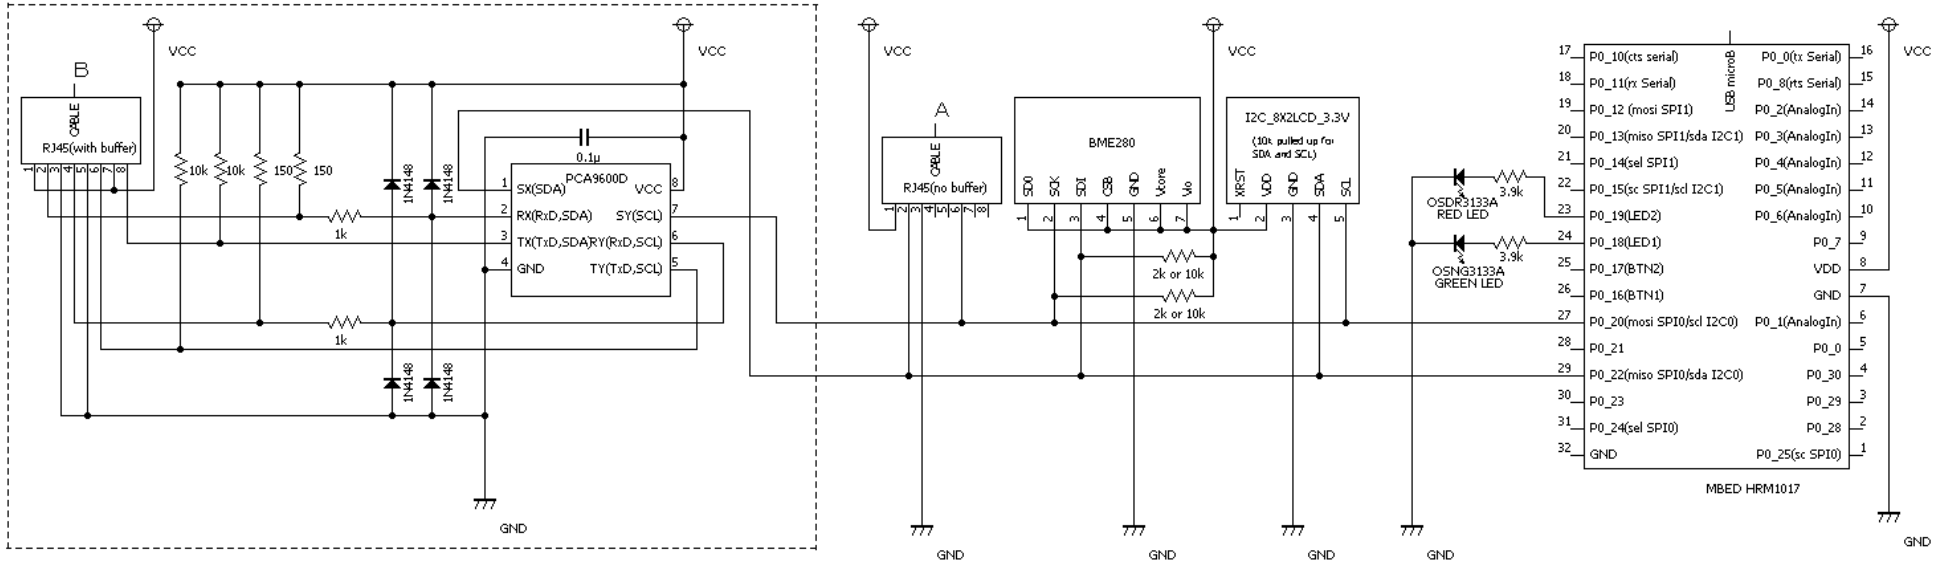 VCC
B
CABLE
RJ45(with buffer)
1 2 3 4 5 6 7 8
10k
10k
150
150
1k
1k
1N4148
1N4148
1N4148
1N4148
VCC
0.1μ
PCA9600D
1 SX(SDA)
2 RX(RxD,SDA)
3 TX(TxD,SDA)
4 GND
VCC 8
SY(SCL) 7
RY(RxD,SCL) 6
TY(TxD,SCL) 5
GND
VCC
A
CABLE
RJ45(no buffer)
1 2 3 4 5 6 7 8
GND
BME280
SDO SCK SDI CSB GND Vcore Vio
1 2 3 4 5 6 7
VCC
2k or 10k
2k or 10k
GND
I2C_8X2LCD_3.3V
(10k pulled up for
SDA and SCL)
XRST VDD GND SDA SCL
1 2 3 4 5
GND
OSDR3133A
RED LED
3.9k
OSNG3133A
GREEN LED
3.9k
GND
USB microB
17 P0_10(cts serial)
18 P0_11(rx Serial)
19 P0_12 (mosi SPI1)
20 P0_13(miso SPI1/sda I2C1)
21 P0_14(sel SPI1)
22 P0_15(sc SPI1/scl I2C1)
23 P0_19(LED2)
24 P0_18(LED1)
25 P0_17(BTN2)
26 P0_16(BTN1)
27 P0_20(mosi SPI0/scl I2C0)
28 P0_21
29 P0_22(miso SPI0/sda I2C0)
30 P0_23
31 P0_24(sel SPI0)
32 GND
P0_0(tx Serial) 16
P0_8(rts Serial) 15
P0_2(AnalogIn) 14
P0_3(AnalogIn) 13
P0_4(AnalogIn) 12
P0_5(AnalogIn) 11
P0_6(AnalogIn) 10
P0_7 9
VDD 8
GND 7
P0_1(AnalogIn) 6
P0_0 5
P0_30 4
P0_29 3
P0_28 2
P0_25(sc SPI0) 1
MBED HRM1017
VCC
GND